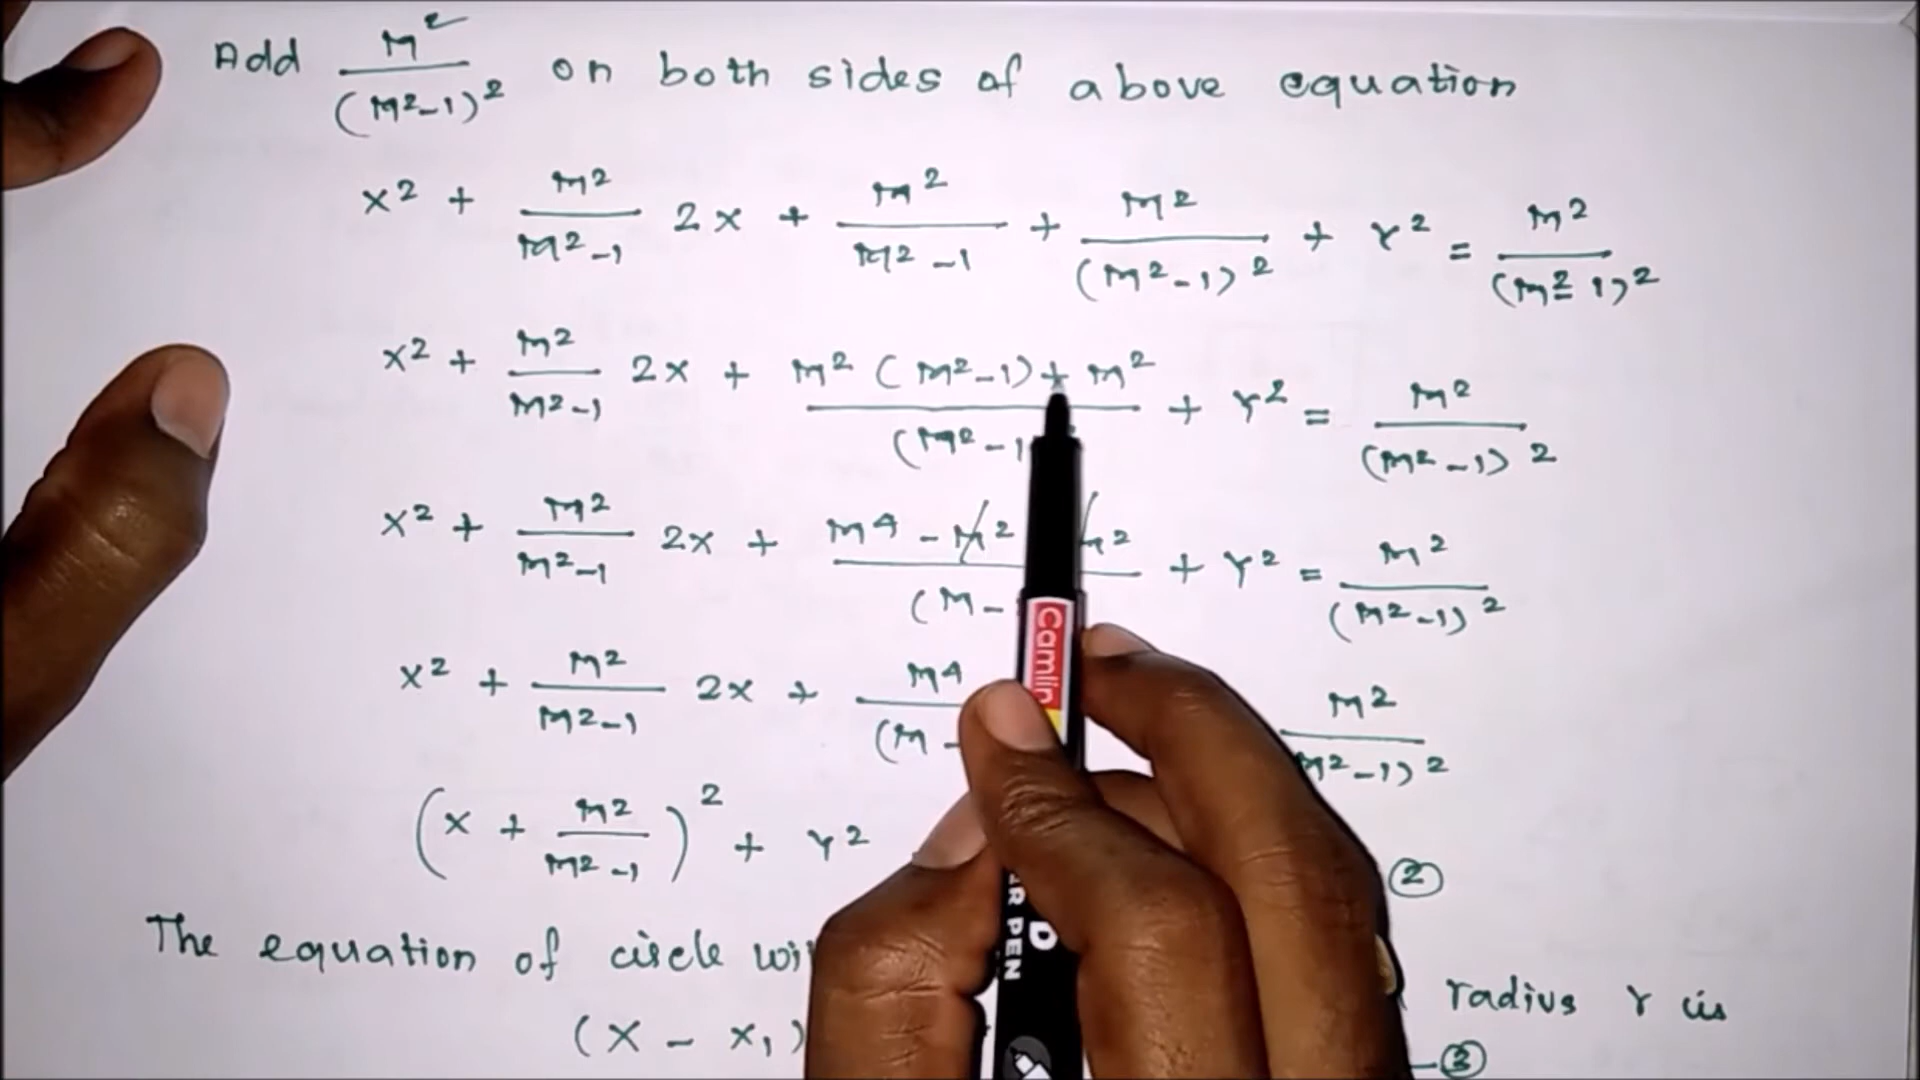 Add M²/(M²-1)² on both sides of above equation
x² + M²/M²-1 2x + M²/M²-1 + M²/(M²-1)² + Y² = M²/(M²-1)²
x² + M²/M²-1 2x + M²(M²-1)+M²/(M²-1 + Y² = M²/(M²-1)²
x² + M²/M²-1 2x + M⁴ - M² M²/(M- + Y² = M²/(M²-1)²
x² + M²/M²-1 2x + M⁴/(M - M²/M²-1)²
(x + M²/M²-1)² + Y² ②
The equation of circle radius r is
(x - x₁) -③
Camlin
PEN